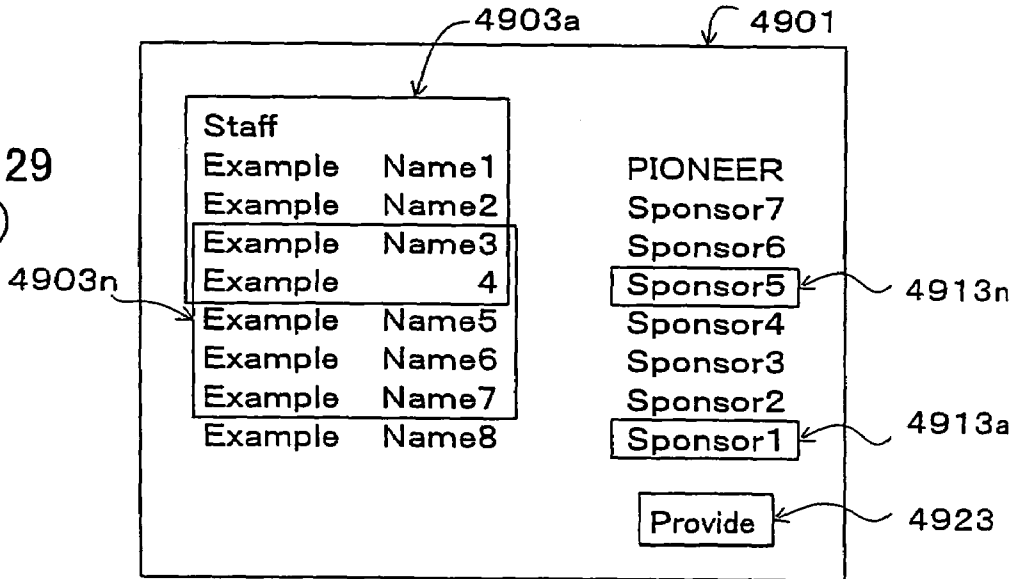 4903a
4901
29
Staff
Example Name1
Example Name2
Example Name3
Example 4
Example Name5
Example Name6
Example Name7
Example Name8
4903n
PIONEER
Sponsor7
Sponsor6
Sponsor5
Sponsor4
Sponsor3
Sponsor2
Sponsor1
Provide
4913n
4913a
4923